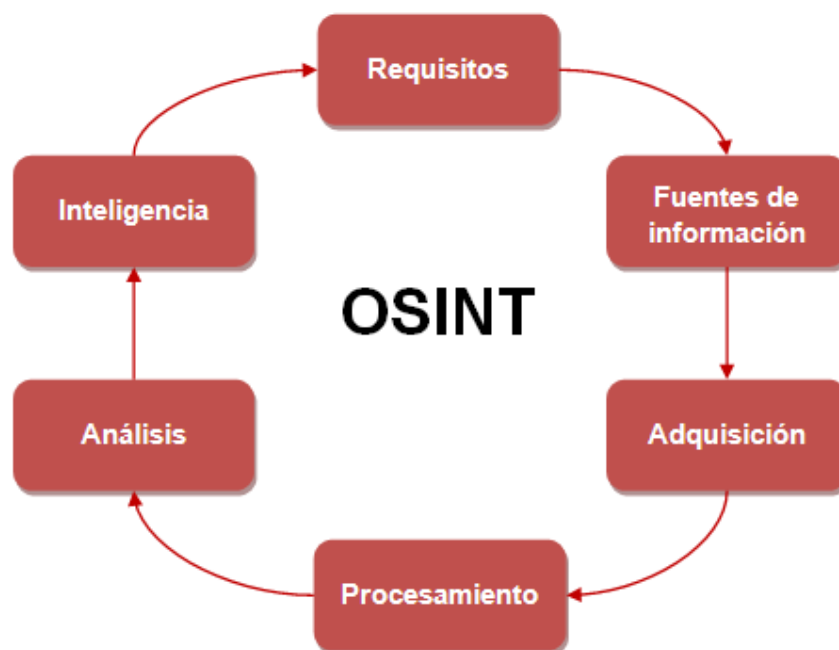 Requisitos
Fuentes de
información
Adquisición
Procesamiento
Análisis
Inteligencia
OSINT